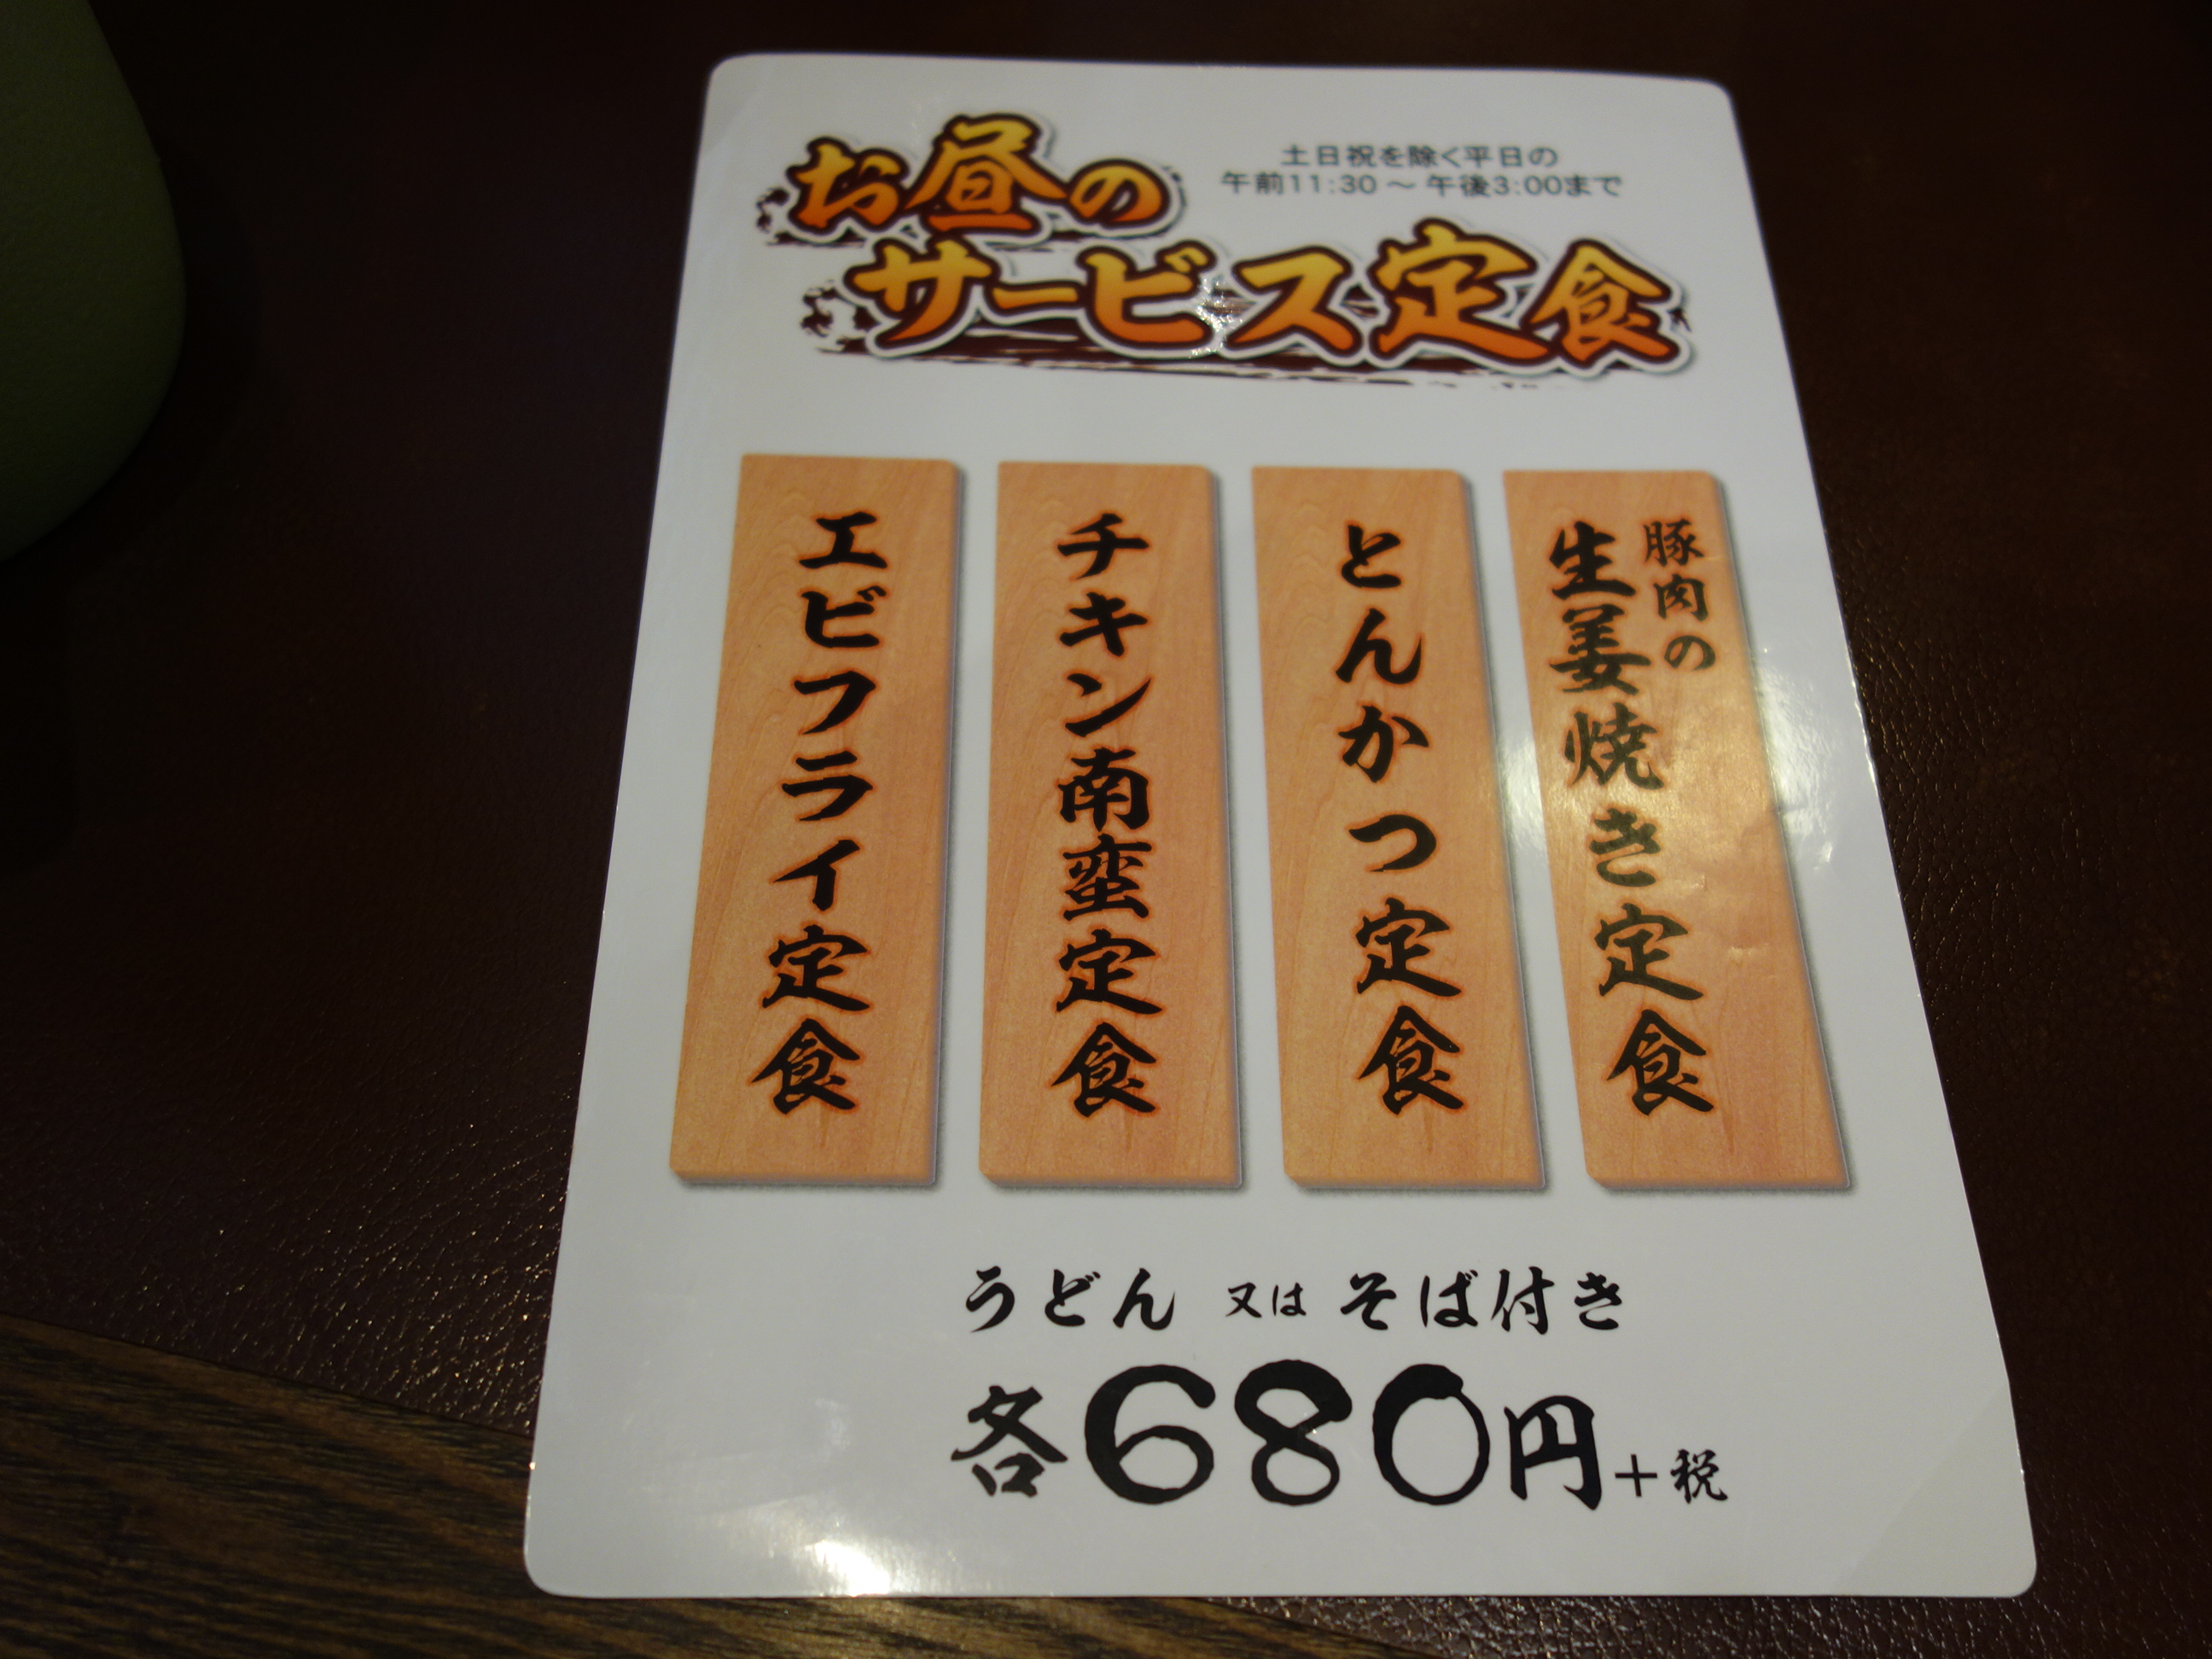 お昼の
土日祝を除く平日の
午前11:30～午後3:00まで
サービス定食
豚肉の
生姜焼き定食
とんかつ定食
チキン南蛮定食
エビフライ定食
うどん 又は そば付き
各680円+税